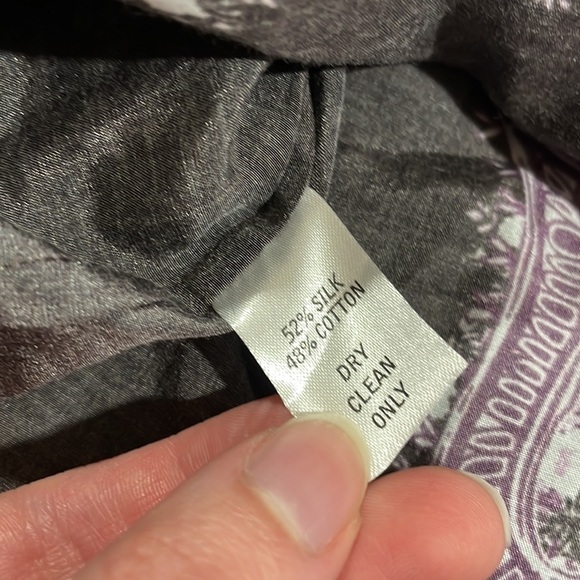 52% SILK
48% COTTON
DRY
CLEAN
ONLY